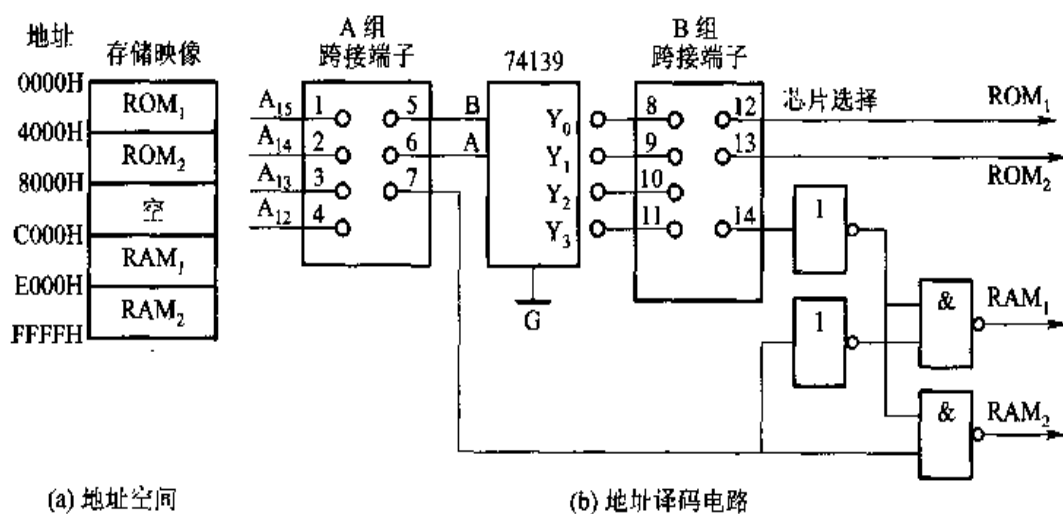 地址
存储映像
0000H
ROM₁
4000H
ROM₂
8000H
空
C000H
RAM₁
E000H
RAM₂
FFFFH
(a) 地址空间
A 组
跨接端子
A₁₅ 1 5 B
A₁₄ 2 6 A
A₁₃ 3 7
A₁₂ 4
74139
Y₀
Y₁
Y₂
Y₃
G
B 组
跨接端子
8 12
9 13
10
11 14
芯片选择
ROM₁
ROM₂
1
1
&
RAM₁
&
RAM₂
(b) 地址译码电路